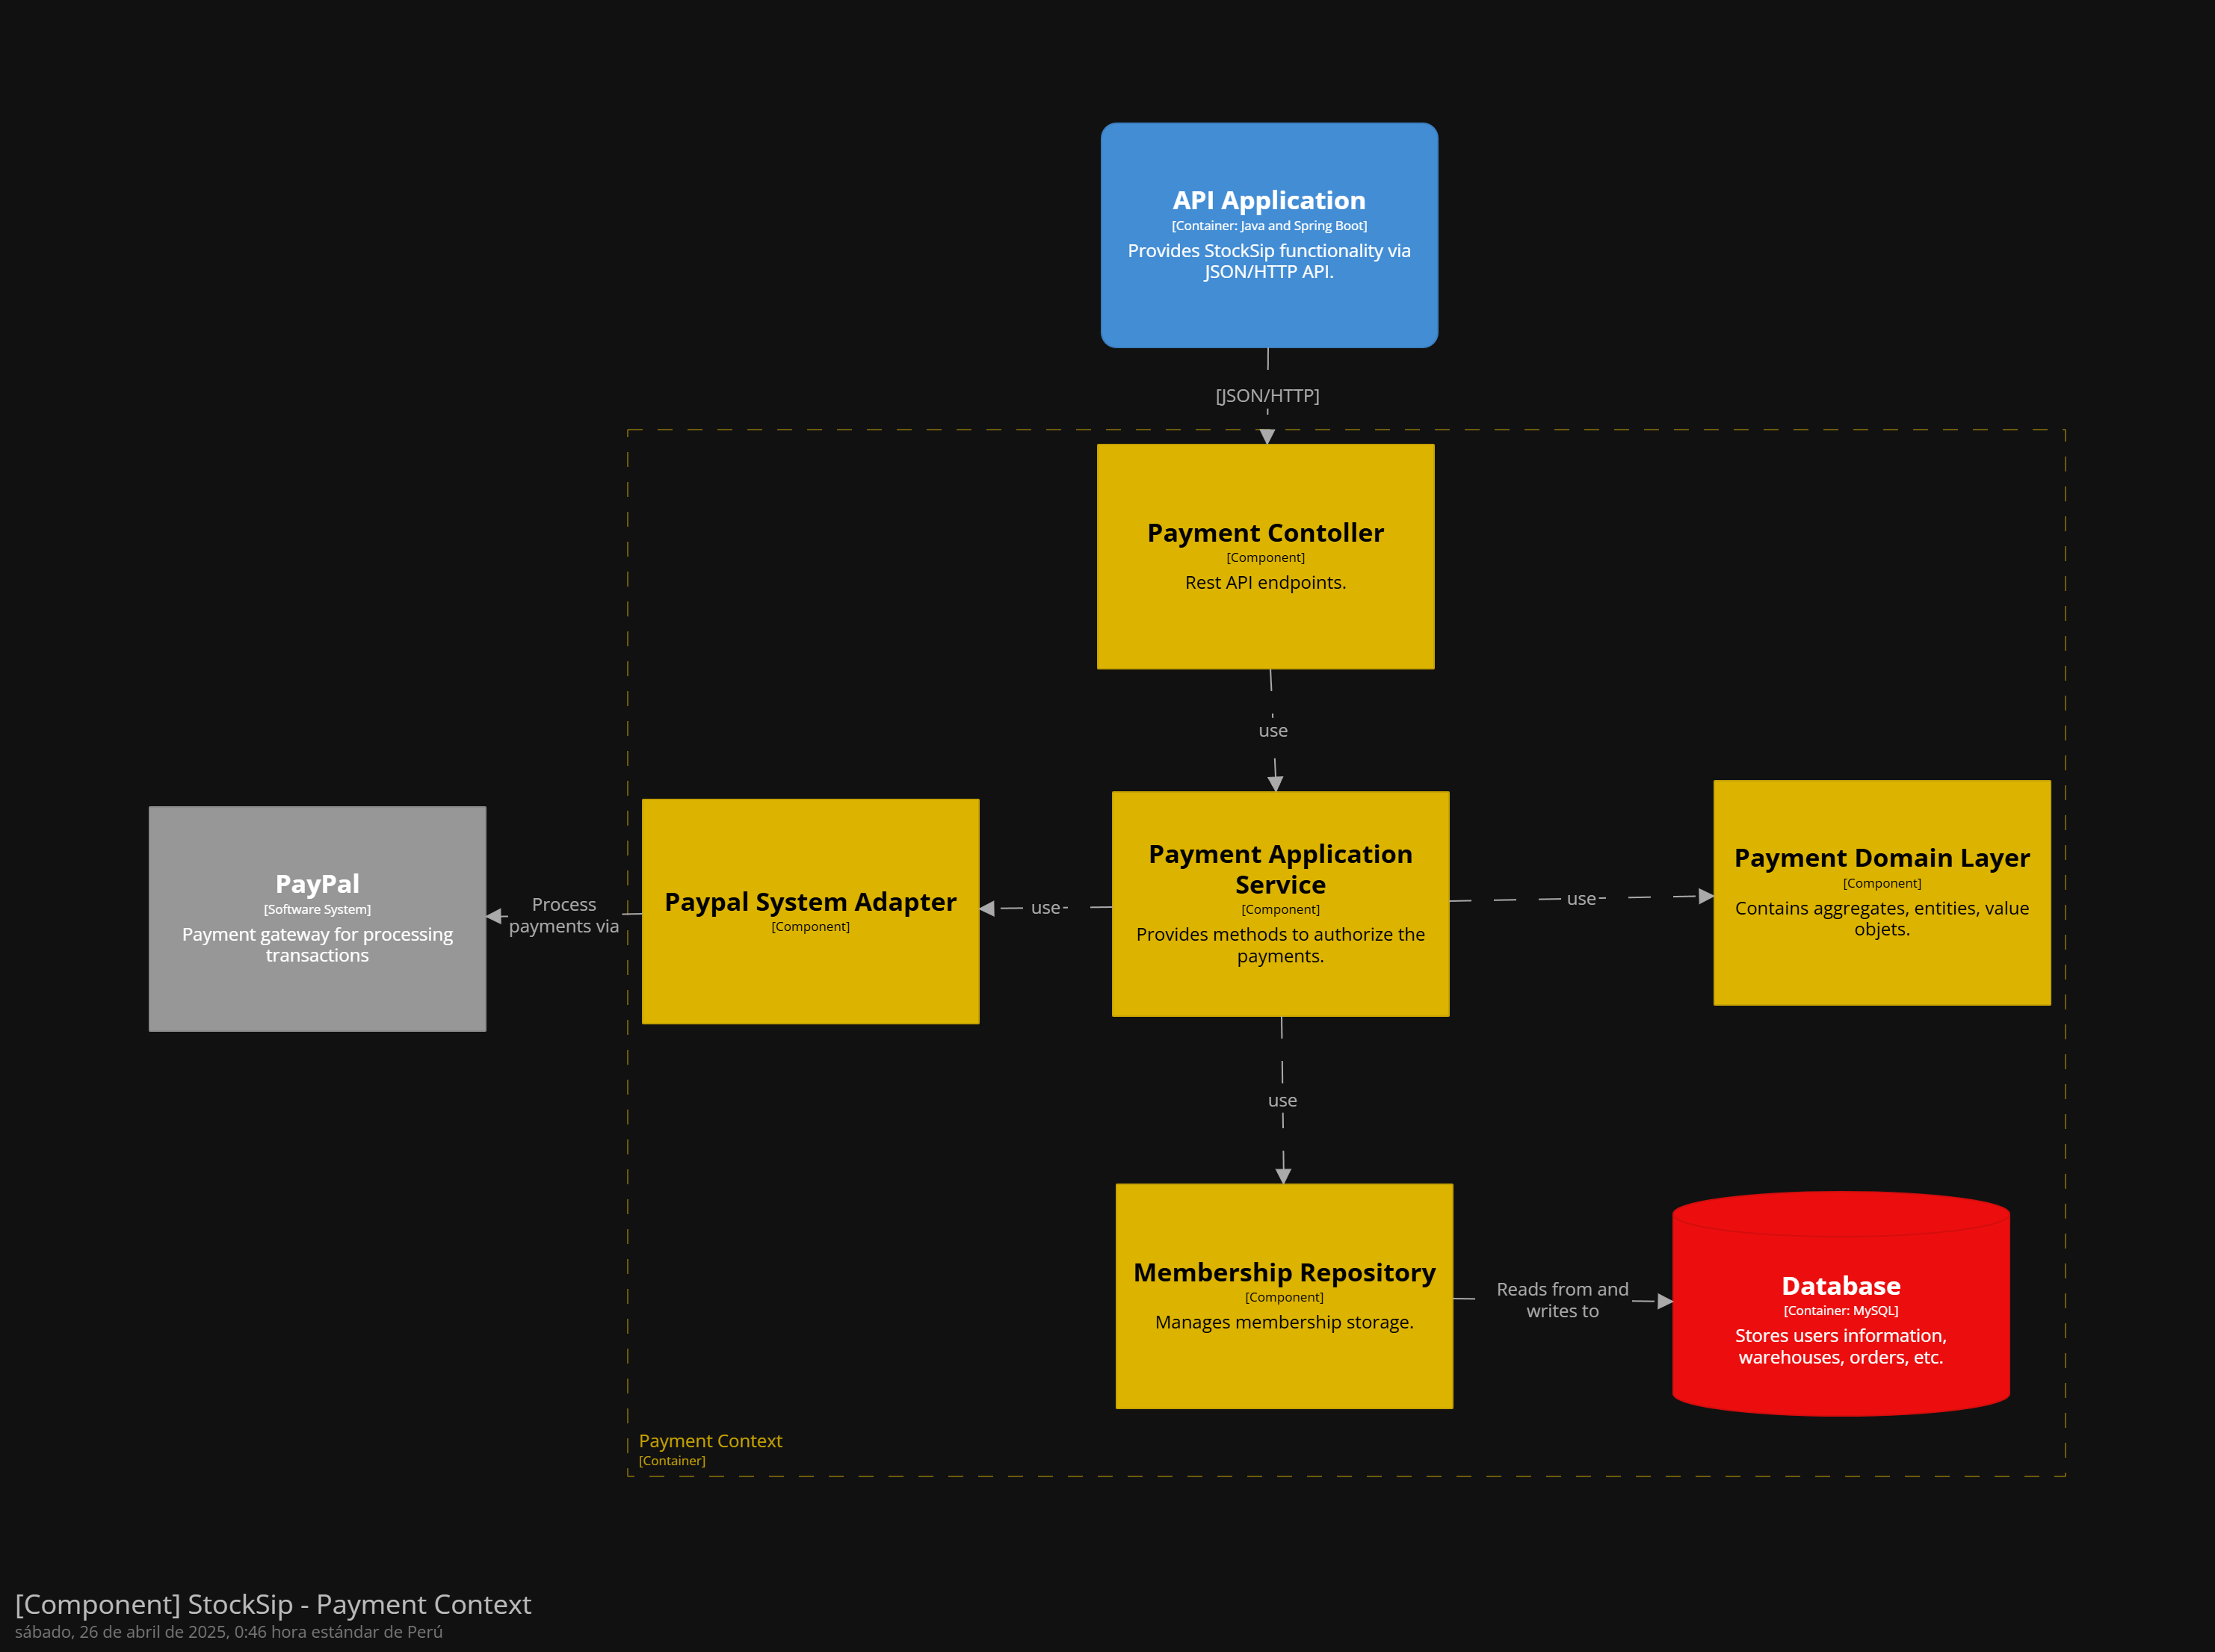 API Application
[Container: Java and Spring Boot]
Provides StockSip functionality via
JSON/HTTP API.
[JSON/HTTP]
Payment Contoller
[Component]
Rest API endpoints.
use
PayPal
[Software System]
Payment gateway for processing
transactions
Process
payments via
Paypal System Adapter
[Component]
use
Payment Application
Service
[Component]
Provides methods to authorize the
payments.
use
Payment Domain Layer
[Component]
Contains aggregates, entities, value
objets.
use
Membership Repository
[Component]
Manages membership storage.
Reads from and
writes to
Database
[Container: MySQL]
Stores users information,
warehouses, orders, etc.
Payment Context
[Container]
[Component] StockSip - Payment Context
sábado, 26 de abril de 2025, 0:46 hora estándar de Perú